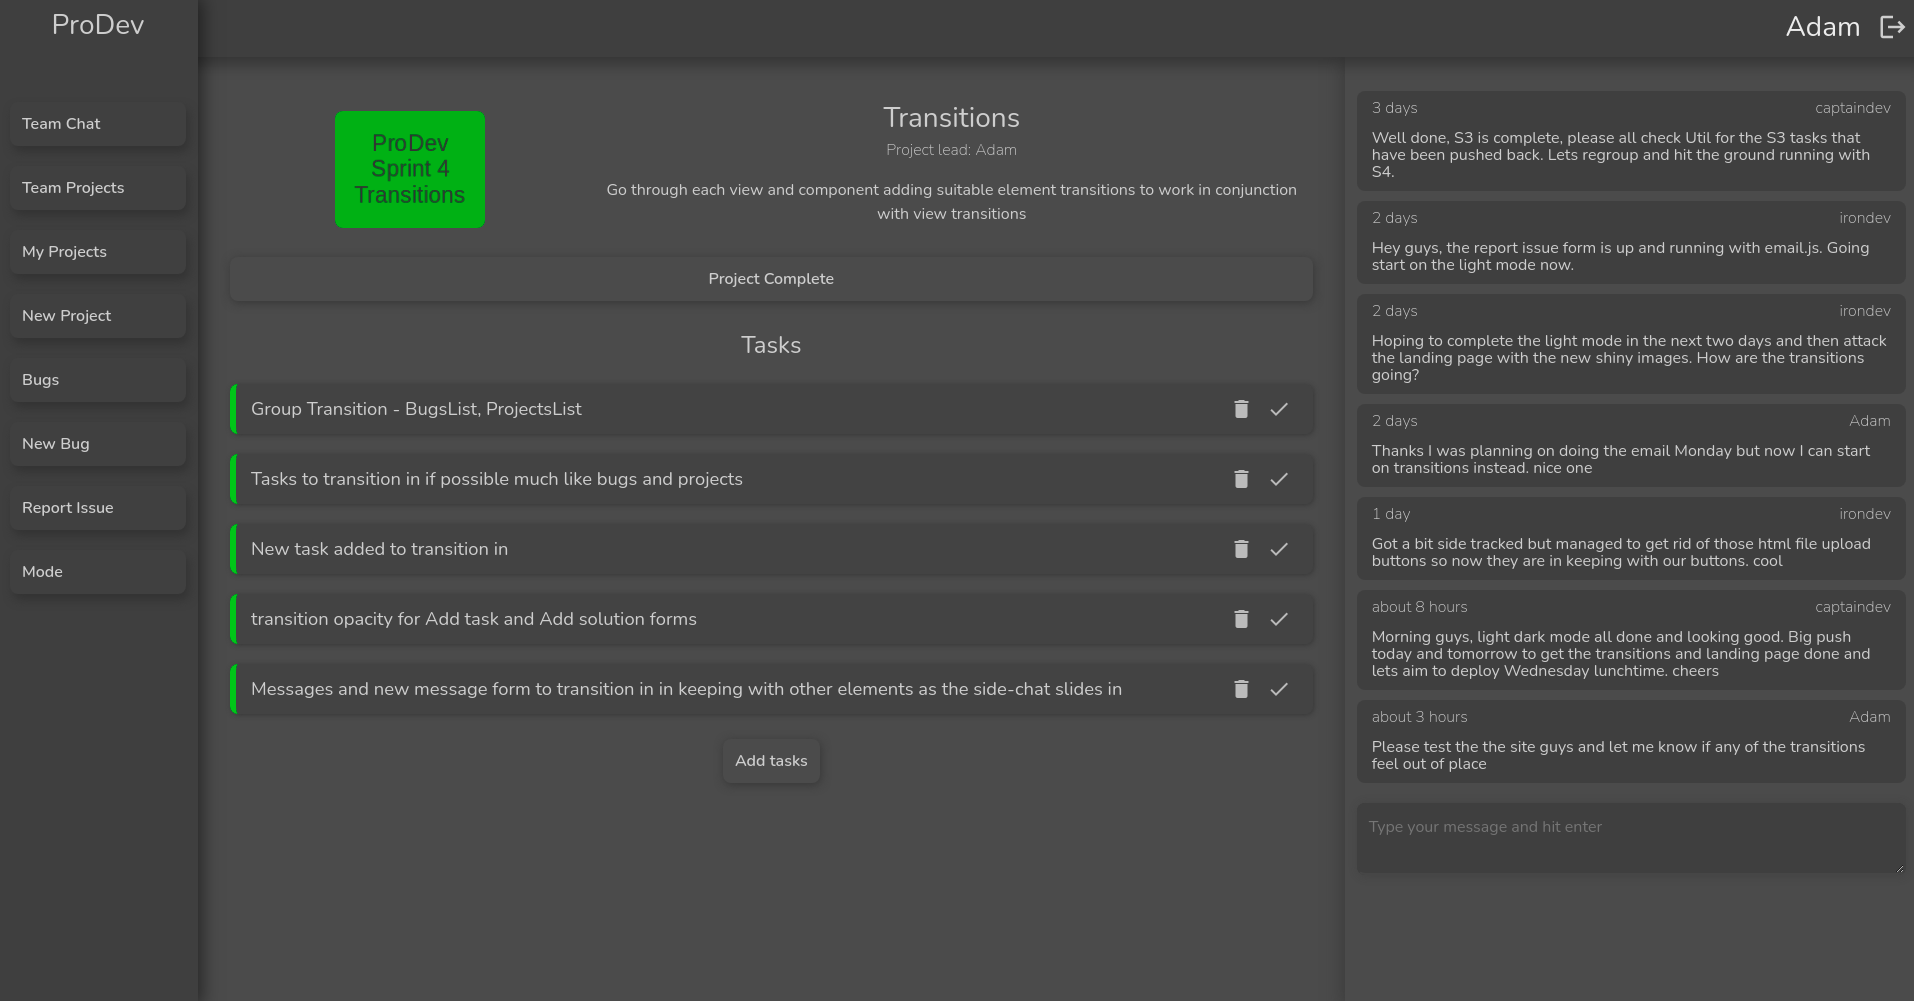 ProDev
Adam
Team Chat
Team Projects
My Projects
New Project
Bugs
New Bug
Report Issue
Mode
ProDev
Sprint 4
Transitions
Transitions
Project lead: Adam
Go through each view and component adding suitable element transitions to work in conjunction
with view transitions
Project Complete
Tasks
Group Transition - BugsList, ProjectsList
Tasks to transition in if possible much like bugs and projects
New task added to transition in
transition opacity for Add task and Add solution forms
Messages and new message form to transition in in keeping with other elements as the side-chat slides in
Add tasks
3 days captaindev
Well done, S3 is complete, please all check Util for the S3 tasks that
have been pushed back. Lets regroup and hit the ground running with
S4.
2 days irondev
Hey guys, the report issue form is up and running with email.js. Going
start on the light mode now.
2 days irondev
Hoping to complete the light mode in the next two days and then attack
the landing page with the new shiny images. How are the transitions
going?
2 days Adam
Thanks I was planning on doing the email Monday but now I can start
on transitions instead. nice one
1 day irondev
Got a bit side tracked but managed to get rid of those html file upload
buttons so now they are in keeping with our buttons. cool
about 8 hours captaindev
Morning guys, light dark mode all done and looking good. Big push
today and tomorrow to get the transitions and landing page done and
lets aim to deploy Wednesday lunchtime. cheers
about 3 hours Adam
Please test the the site guys and let me know if any of the transitions
feel out of place
Type your message and hit enter